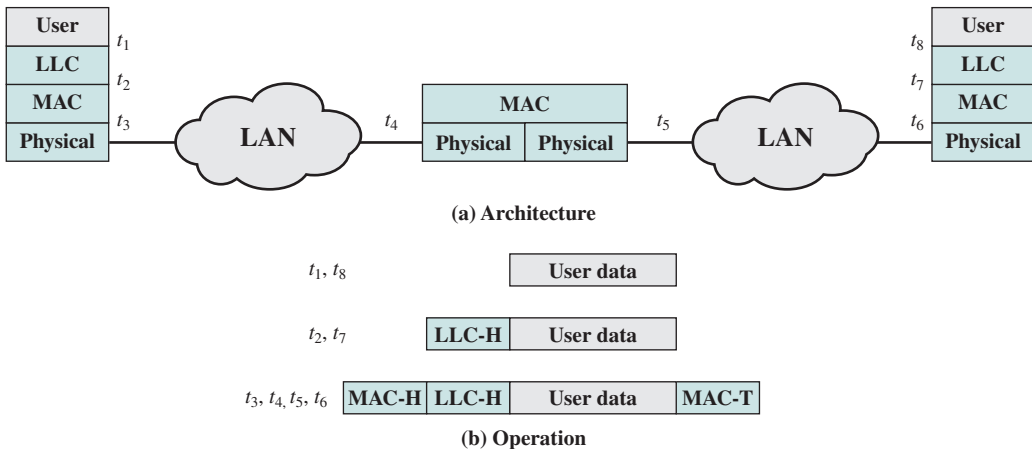 User
t1
LLC
t2
MAC
t3
Physical
LAN
t4
MAC
Physical Physical
t5
LAN
User
t8
LLC
t7
MAC
t6
Physical
(a) Architecture
t1, t8 User data
t2, t7 LLC-H User data
t3, t4, t5, t6 MAC-H LLC-H User data MAC-T
(b) Operation